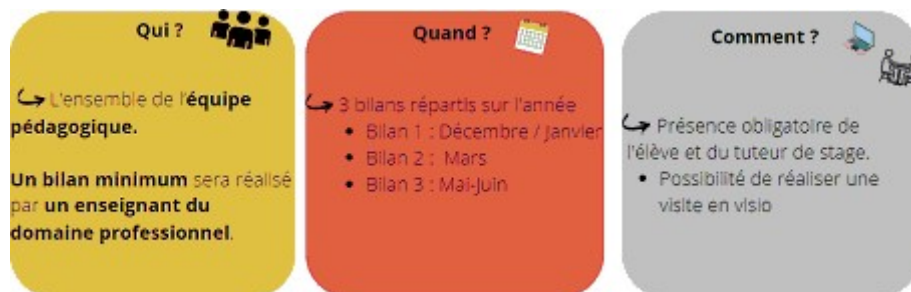 Qui ?
↪ L'ensemble de l'équipe
pédagogique.
Un bilan minimum sera réalisé
par un enseignant du
domaine professionnel.
Quand ?
↪ 3 bilans répartis sur l'année
• Bilan 1 : Décembre / Janvier
• Bilan 2 : Mars
• Bilan 3 : Mai-Juin
Comment ?
↪ Présence obligatoire de
l'élève et du tuteur de stage.
• Possibilité de réaliser une
visite en visio